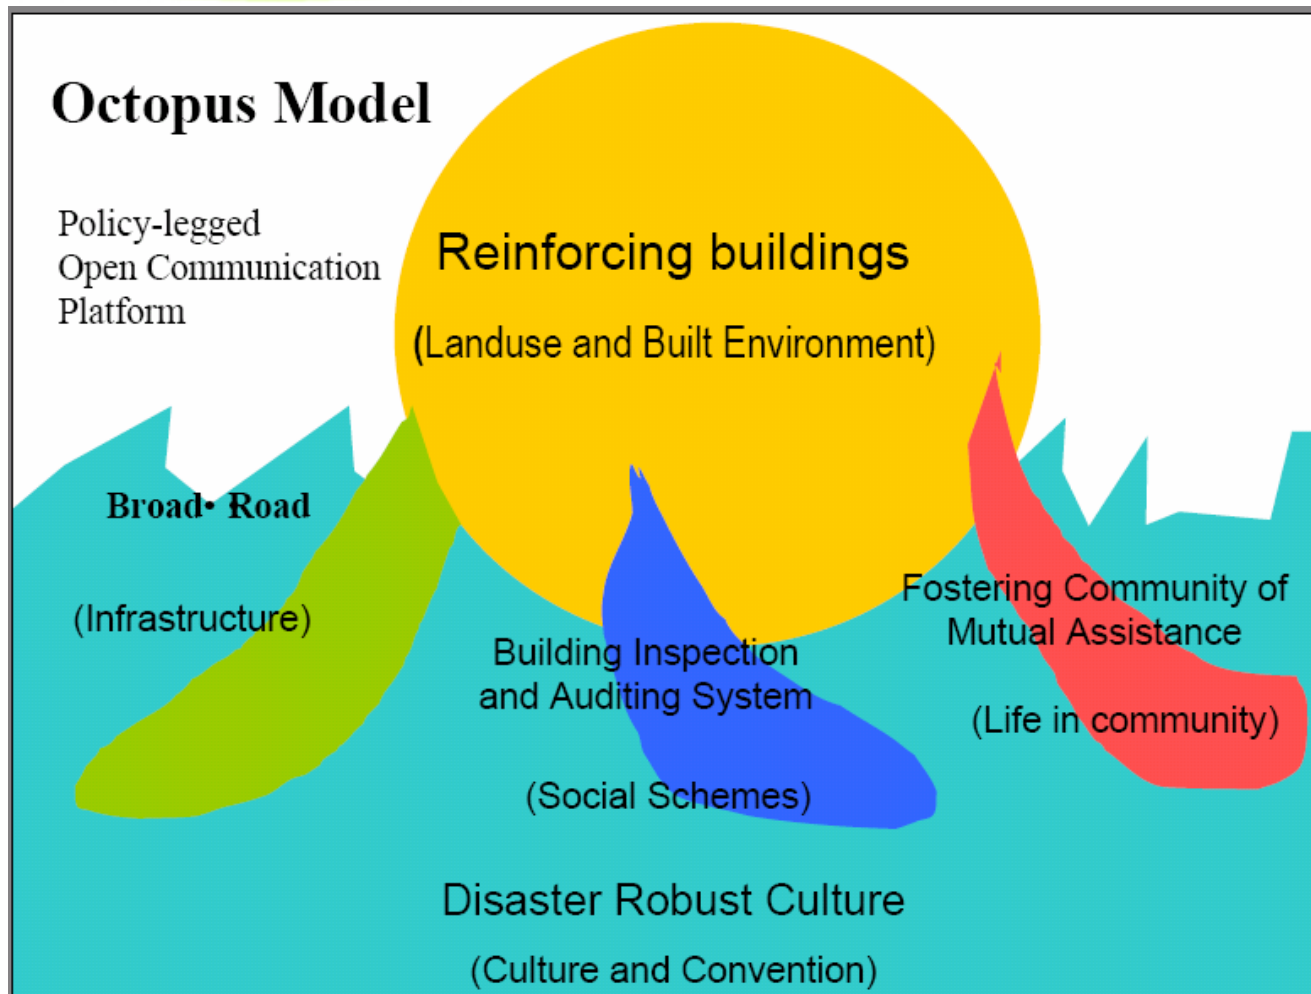 Octopus Model
Policy-legged
Open Communication
Platform
Reinforcing buildings
(Landuse and Built Environment)
Broad• Road
(Infrastructure)
Building Inspection
and Auditing System
(Social Schemes)
Fostering Community of
Mutual Assistance
(Life in community)
Disaster Robust Culture
(Culture and Convention)